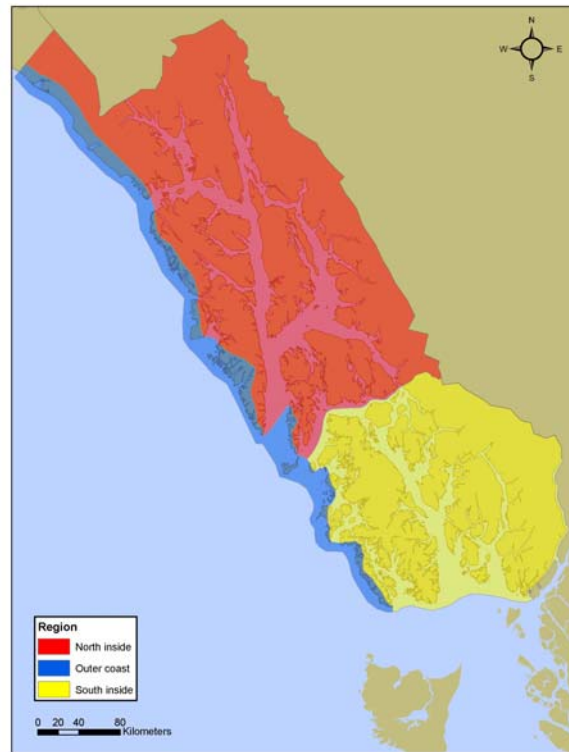 N
W E
S
Region
North inside
Outer coast
South inside
0 20 40 80
Kilometers